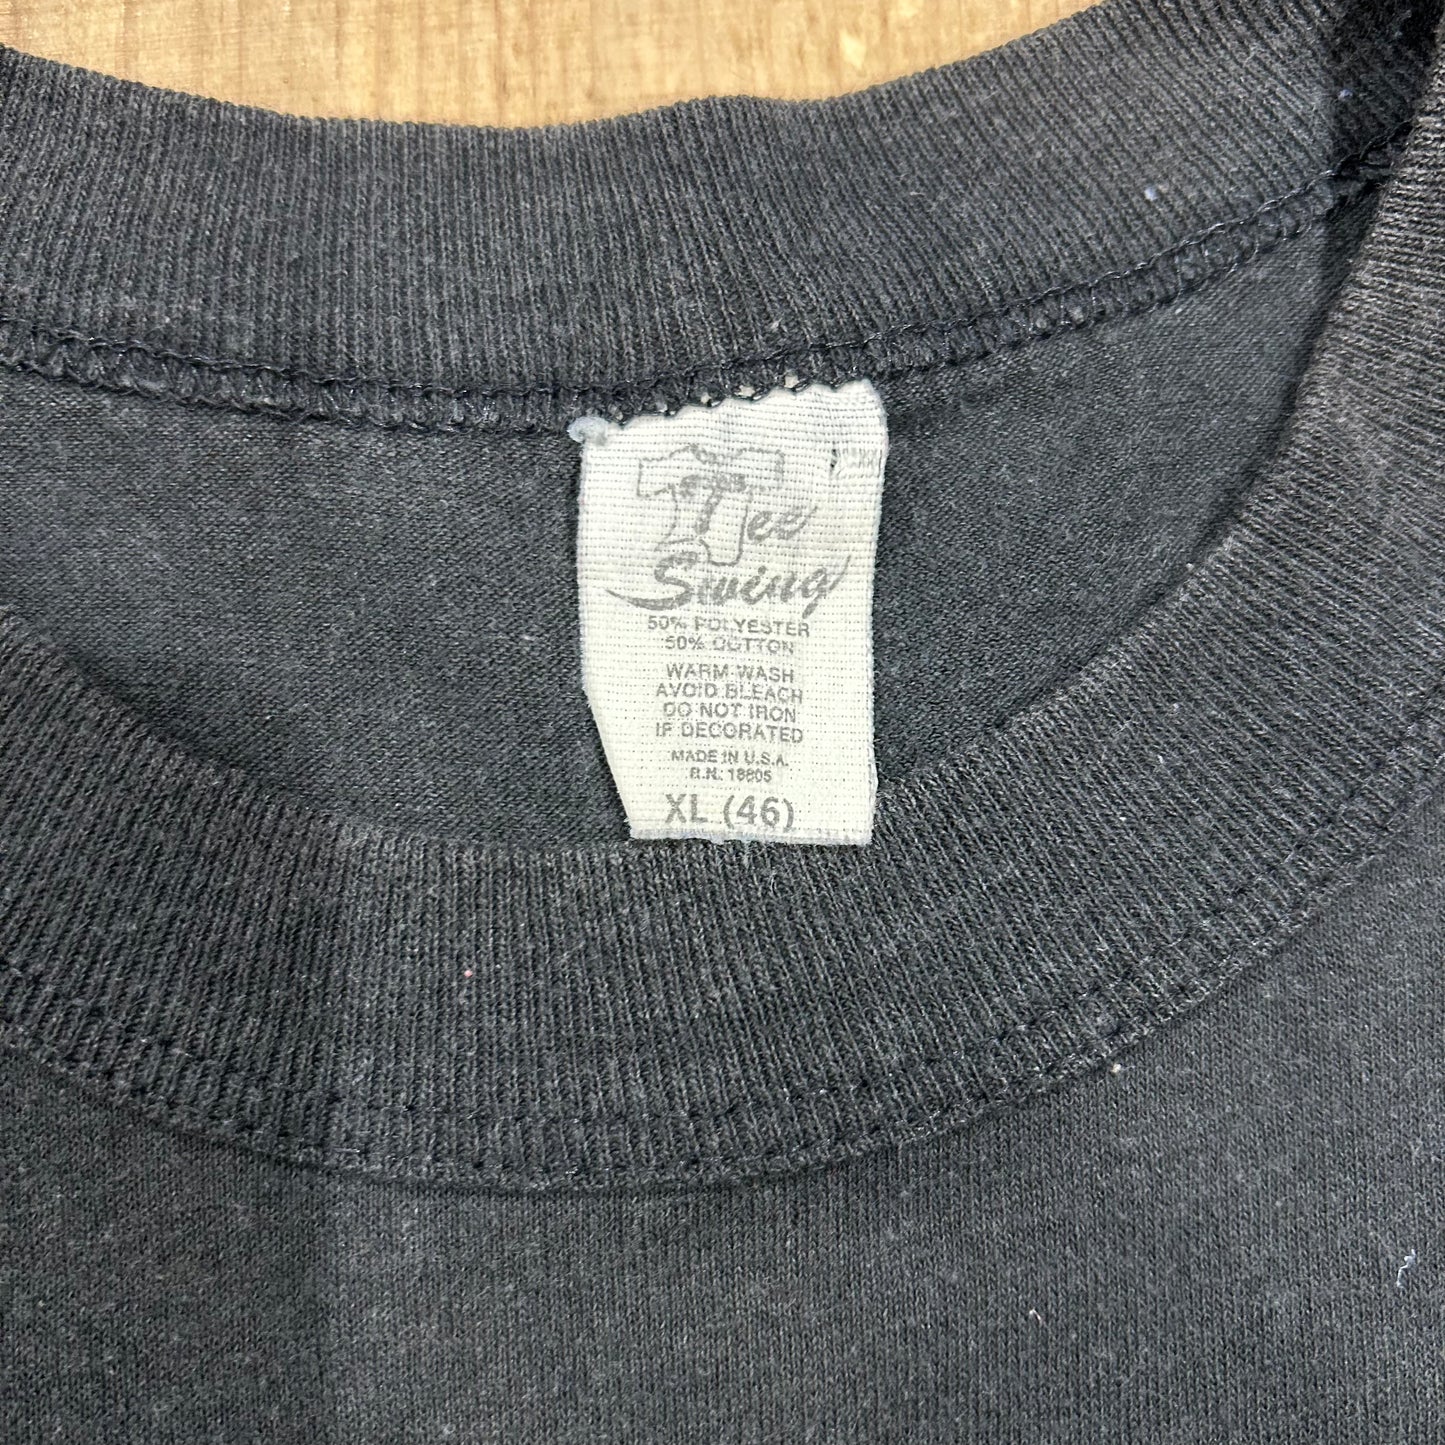 Tee
Swing
50% POLYESTER
50% COTTON
WARM WASH
AVOID BLEACH
DO NOT IRON
IF DECORATED
MADE IN U.S.A.
R.N. 18805
XL (46)